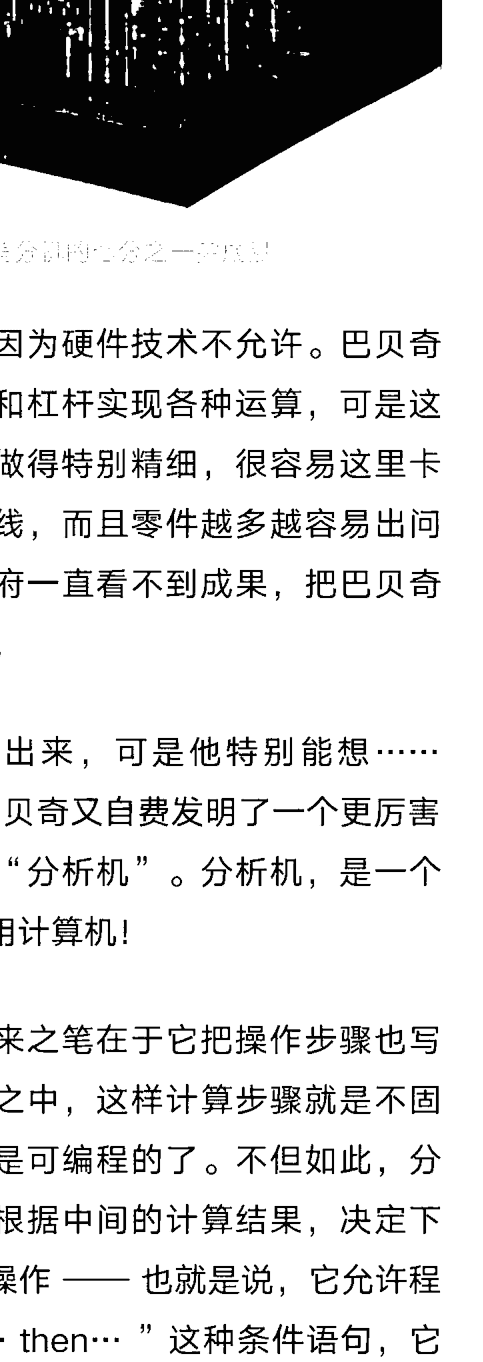 因为硬件技术不允许。巴贝奇
和杠杆实现各种运算，可是这
做得特别精细，很容易这里卡
线，而且零件越多越容易出问
府一直看不到成果，把巴贝奇
出来，可是他特别能想……
贝奇又自费发明了一个更厉害
“分析机”。分析机，是一个
用计算机！
来之笔在于它把操作步骤也写
之中，这样计算步骤就是不固
是可编程的了。不但如此，分
根据中间的计算结果，决定下
操作 —— 也就是说，它允许程
then… ”这种条件语句，它